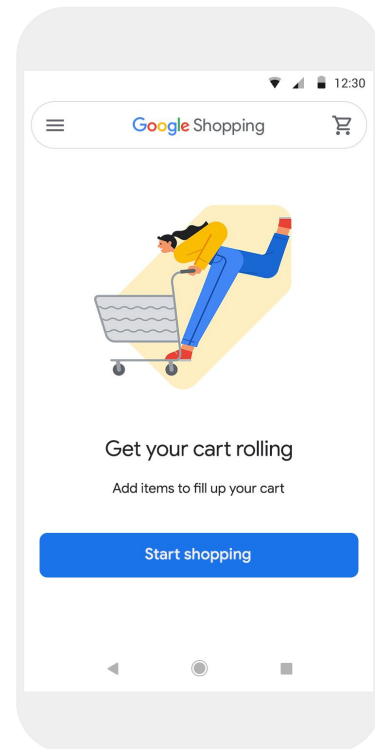 12:30
Google Shopping
Get your cart rolling
Add items to fill up your cart
Start shopping